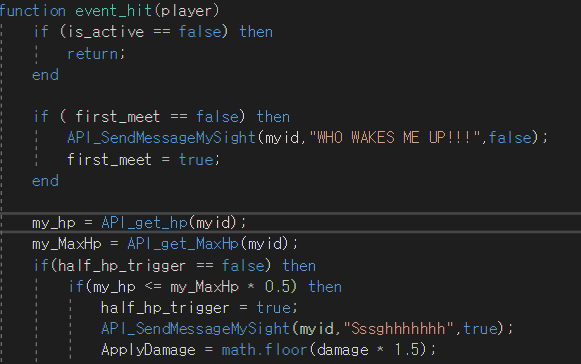 function event_hit(player)
if (is_active == false) then
return;
end
if ( first_meet == false) then
API_SendMessageMySight(myid,"WHO WAKES ME UP!!!",false);
first_meet = true;
end
my_hp = API_get_hp(myid);
my_MaxHp = API_get_MaxHp(myid);
if(half_hp_trigger == false) then
if(my_hp <= my_MaxHp * 0.5) then
half_hp_trigger = true;
API_SendMessageMySight(myid,"Sssghhhhhhh",true);
ApplyDamage = math.floor(damage * 1.5);